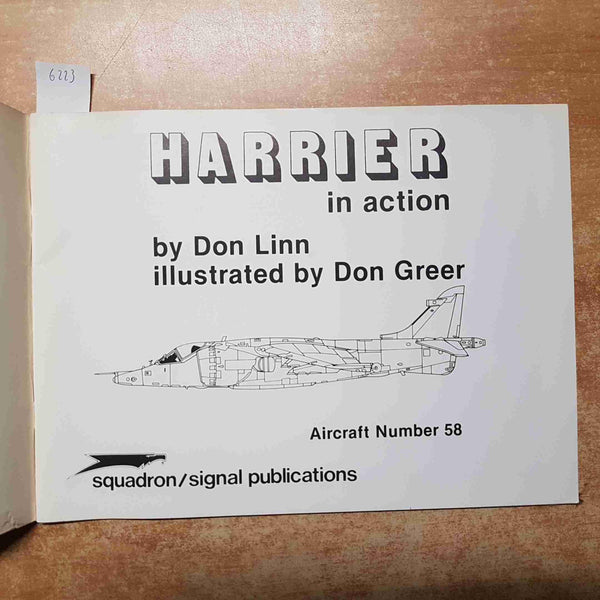 6223
HARRIER
in action
by Don Linn
illustrated by Don Greer
Aircraft Number 58
squadron/signal publications